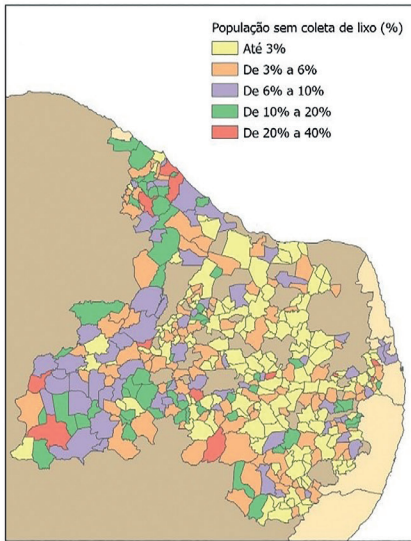 População sem coleta de lixo (%)
Até 3%
De 3% a 6%
De 6% a 10%
De 10% a 20%
De 20% a 40%